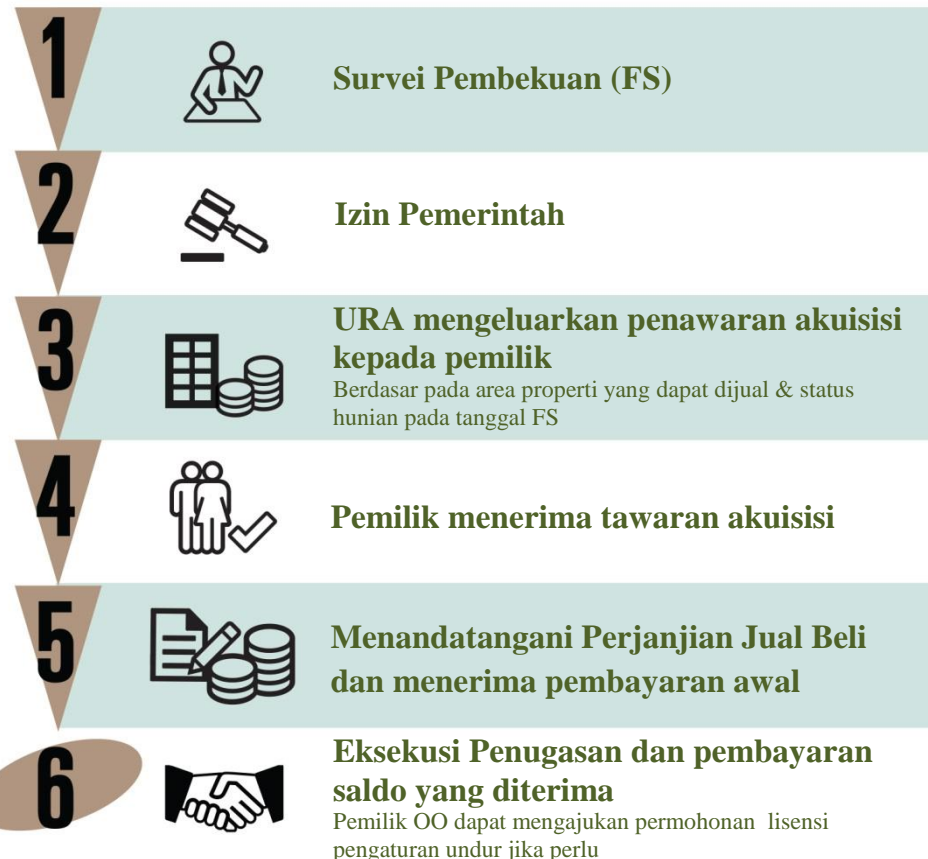 1
Survei Pembekuan (FS)
2
Izin Pemerintah
3
URA mengeluarkan penawaran akuisisi
kepada pemilik
Berdasar pada area properti yang dapat dijual & status
hunian pada tanggal FS
4
Pemilik menerima tawaran akuisisi
5
Menandatangani Perjanjian Jual Beli
dan menerima pembayaran awal
6
Eksekusi Penugasan dan pembayaran
saldo yang diterima
Pemilik OO dapat mengajukan permohonan lisensi
pengaturan undur jika perlu